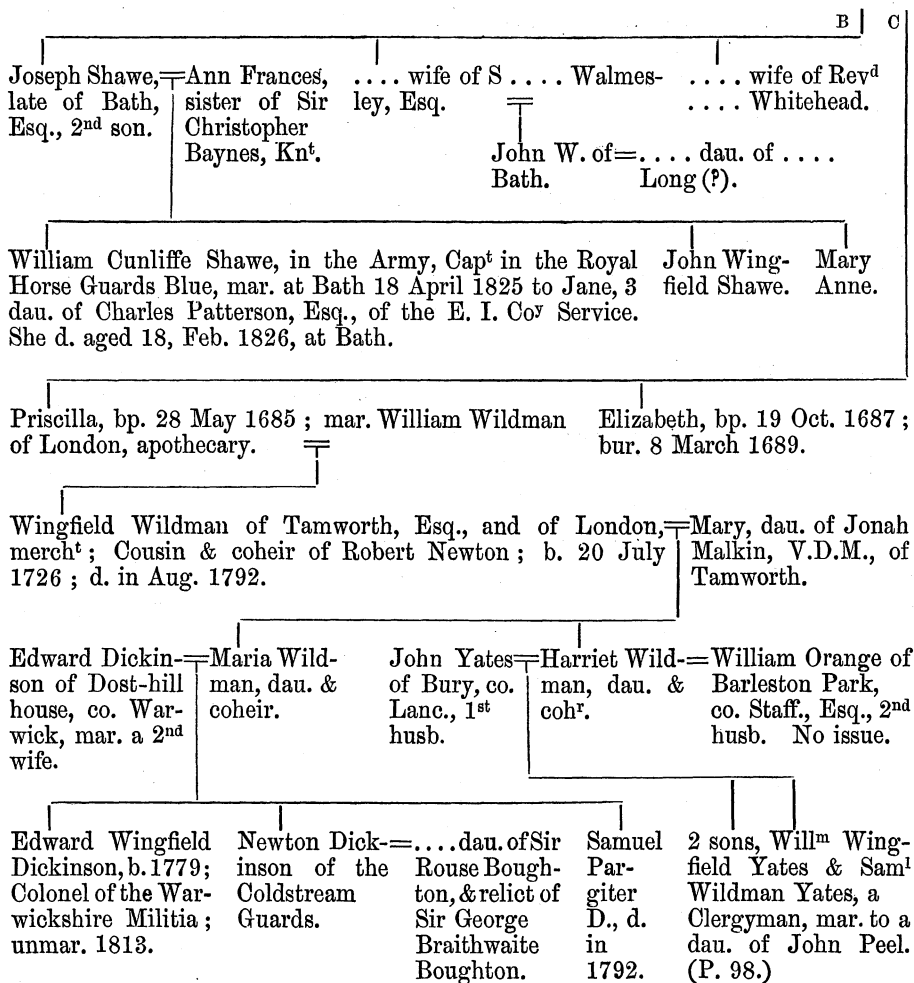 B C
Joseph Shawe,
late of Bath,
Esq., 2nd son.
Ann Frances,
sister of Sir
Christopher
Baynes, Knt.
.... wife of S .... Walmes-
ley, Esq.
.... wife of Revd
.... Whitehead.
John W. of=.... dau. of ....
Bath. Long (?).
William Cunliffe Shawe, in the Army, Capt in the Royal
Horse Guards Blue, mar. at Bath 18 April 1825 to Jane, 3
dau. of Charles Patterson, Esq., of the E. I. Coy Service.
She d. aged 18, Feb. 1826, at Bath.
John Wing-
field Shawe.
Mary
Anne.
Priscilla, bp. 28 May 1685 ; mar. William Wildman
of London, apothecary.
Elizabeth, bp. 19 Oct. 1687 ;
bur. 8 March 1689.
Wingfield Wildman of Tamworth, Esq., and of London,
mercht ; Cousin & coheir of Robert Newton ; b. 20 July
1726 ; d. in Aug. 1792.
Mary, dau. of Jonah
Malkin, V.D.M., of
Tamworth.
Edward Dickin-
son of Dost-hill
house, co. War-
wick, mar. a 2nd
wife.
Maria Wild-
man, dau. &
coheir.
John Yates
of Bury, co.
Lanc., 1st
husb.
Harriet Wild-
man, dau. &
cohr.
=William Orange of
Barleston Park,
co. Staff., Esq., 2nd
husb. No issue.
Edward Wingfield
Dickinson, b. 1779;
Colonel of the War-
wickshire Militia ;
unmar. 1813.
Newton Dick-
inson of the
Coldstream
Guards.
=....dau. of Sir
Rouse Bough-
ton, & relict of
Sir George
Braithwaite
Boughton.
Samuel
Par-
giter
D., d.
in
1792.
2 sons, Willm Wing-
field Yates & Saml
Wildman Yates, a
Clergyman, mar. to a
dau. of John Peel.
(P. 98.)